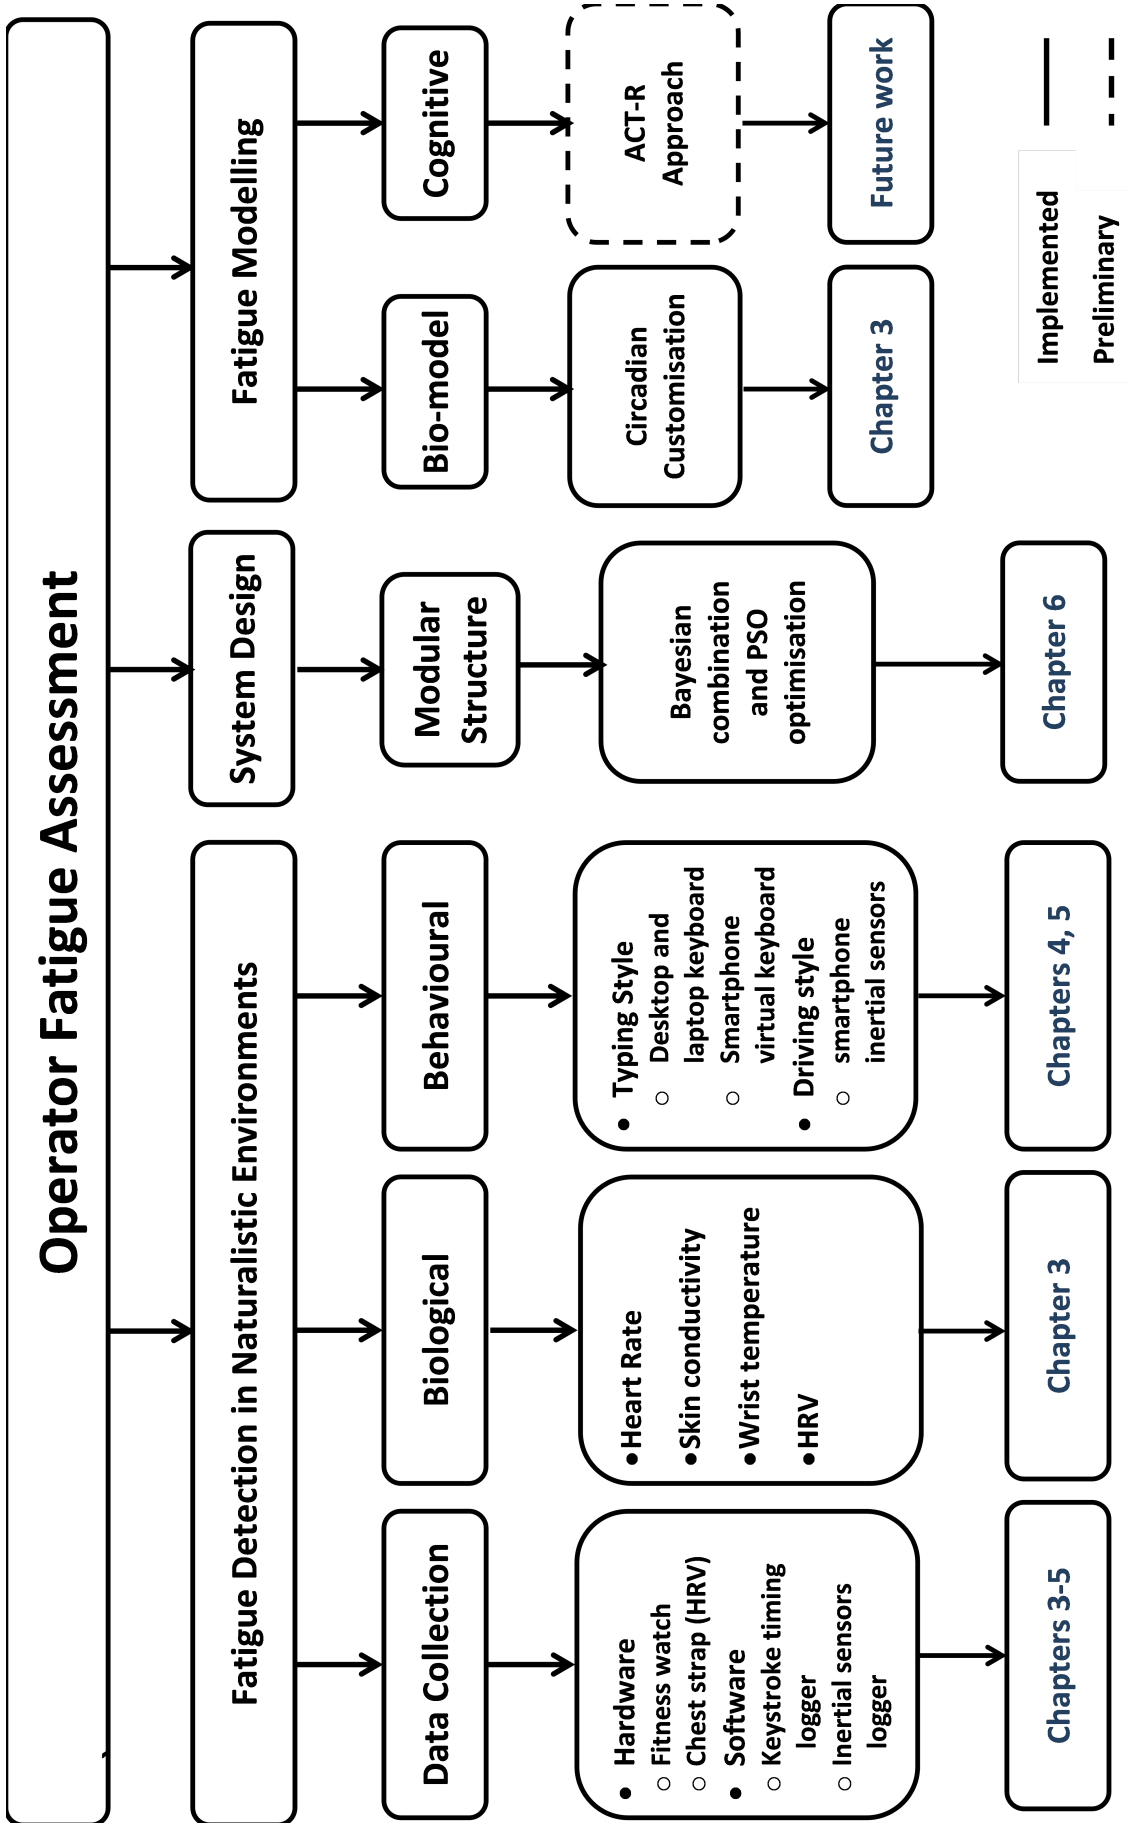 Operator Fatigue Assessment
Fatigue Detection in Naturalistic Environments
System Design
Fatigue Modelling
Data Collection
Biological
Behavioural
Modular
Structure
Bio-model
Cognitive
● Hardware
○ Fitness watch
○ Chest strap (HRV)
● Software
○ Keystroke timing
logger
○ Inertial sensors
logger
●Heart Rate
●Skin conductivity
●Wrist temperature
●HRV
● Typing Style
○ Desktop and
laptop keyboard
○ Smartphone
virtual keyboard
● Driving style
○ smartphone
inertial sensors
Bayesian
combination
and PSO
optimisation
Circadian
Customisation
ACT-R
Approach
Chapters 3-5
Chapter 3
Chapters 4, 5
Chapter 6
Chapter 3
Future work
Implemented
Preliminary